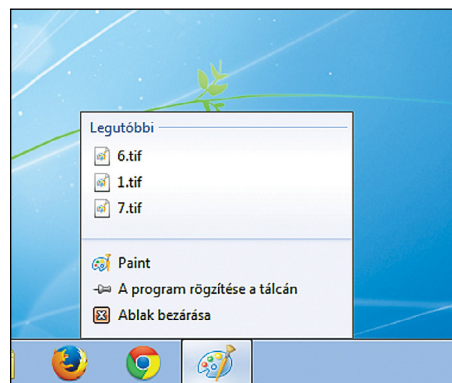 Legutóbbi
6.tif
1.tif
7.tif
Paint
A program rögzítése a tálcán
Ablak bezárása